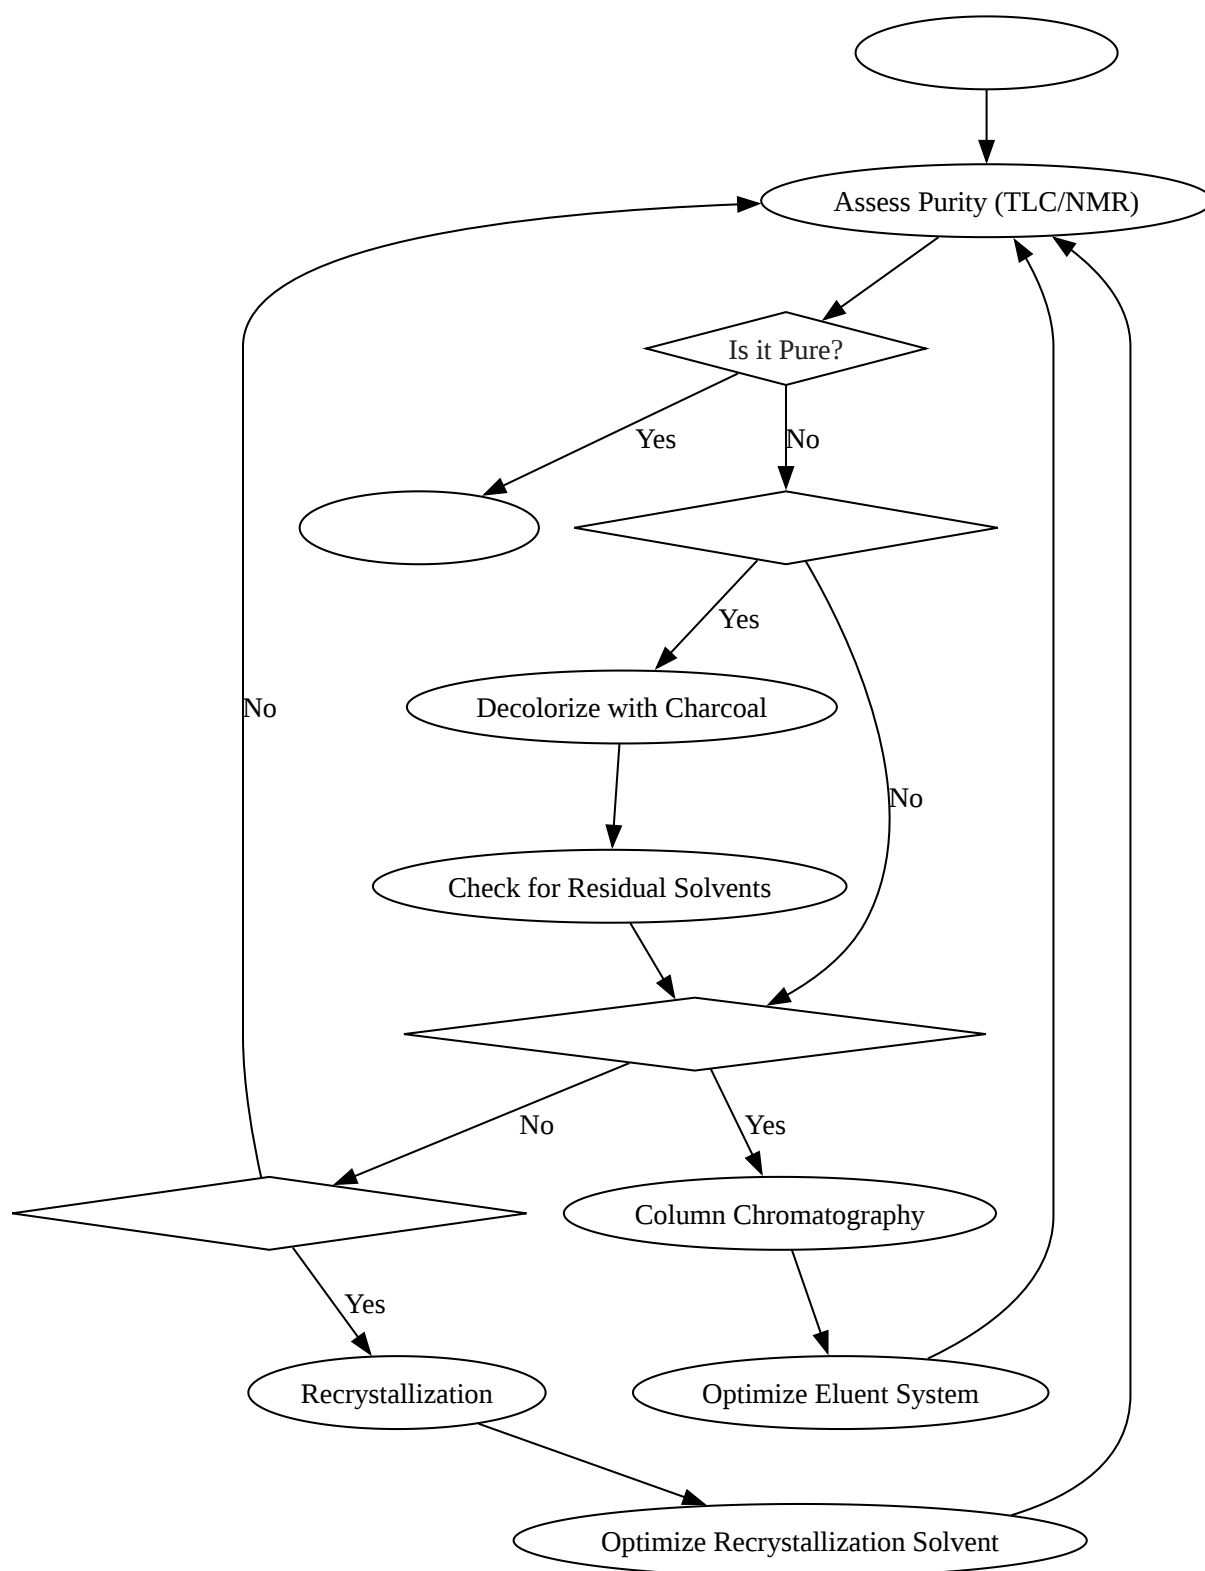 Assess Purity (TLC/NMR)
Is it Pure?
Yes
No
Yes
Decolorize with Charcoal
No
No
Check for Residual Solvents
No
Yes
Column Chromatography
Yes
Recrystallization
Optimize Eluent System
Optimize Recrystallization Solvent